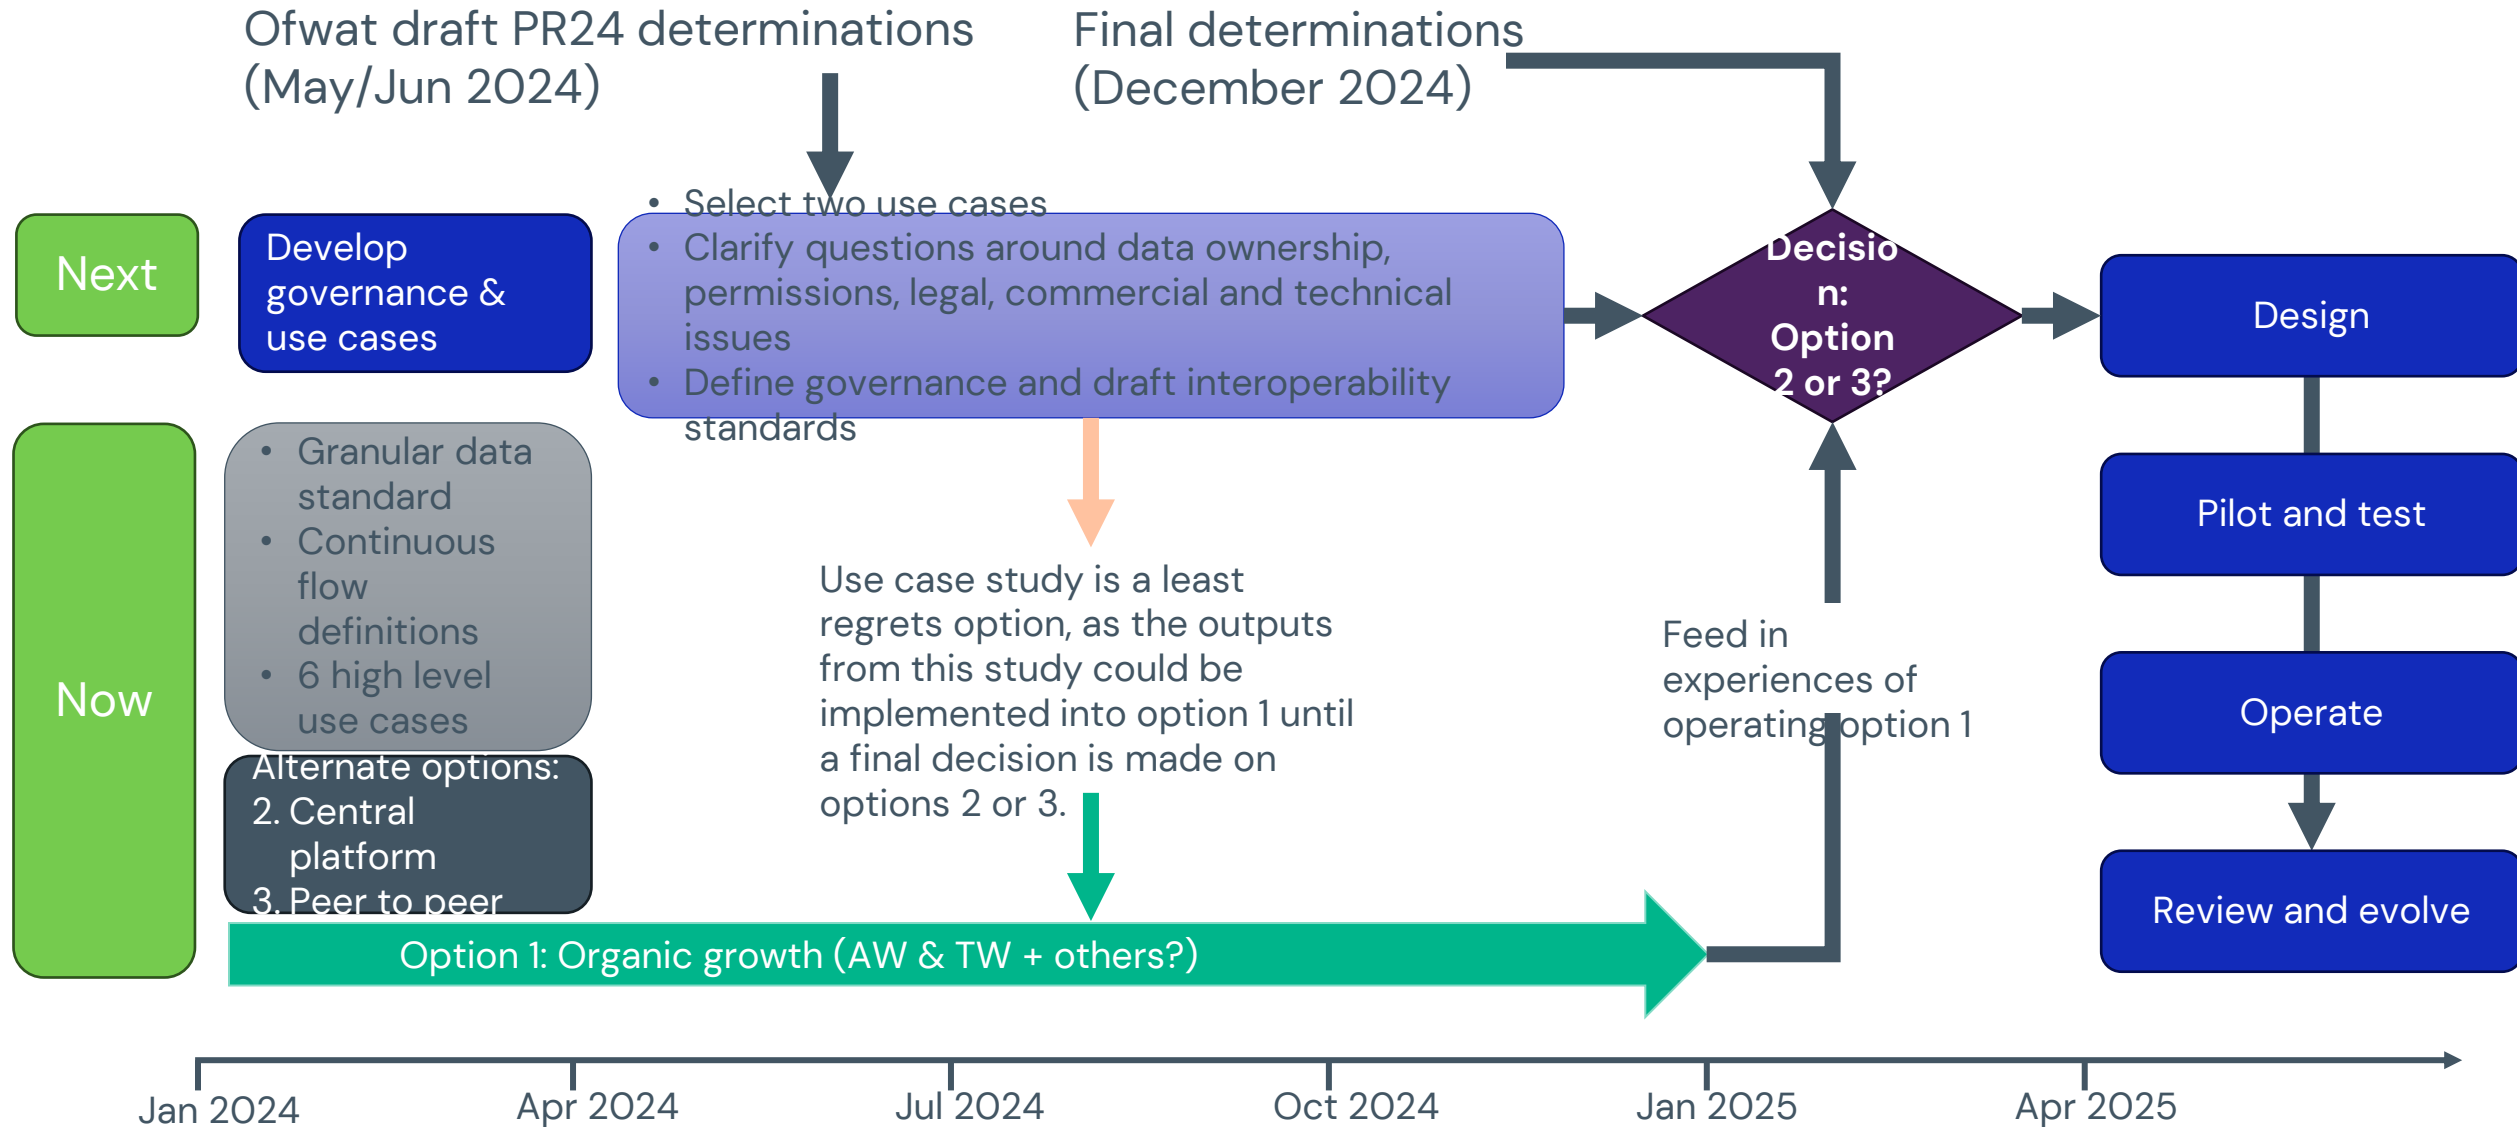 Ofwat draft PR24 determinations
(May/Jun 2024)
Final determinations
(December 2024)
Next
Develop
governance &
use cases
• Select two use cases
• Clarify questions around data ownership,
permissions, legal, commercial and technical
issues
• Define governance and draft interoperability
standards
Decisio
n:
Option
2 or 3?
Design
Pilot and test
Operate
Review and evolve
Now
• Granular data
standard
• Continuous
flow
definitions
• 6 high level
use cases
Alternate options:
2. Central
platform
3. Peer to peer
Use case study is a least
regrets option, as the outputs
from this study could be
implemented into option 1 until
a final decision is made on
options 2 or 3.
Feed in
experiences of
operating option 1
Option 1: Organic growth (AW & TW + others?)
Jan 2024
Apr 2024
Jul 2024
Oct 2024
Jan 2025
Apr 2025